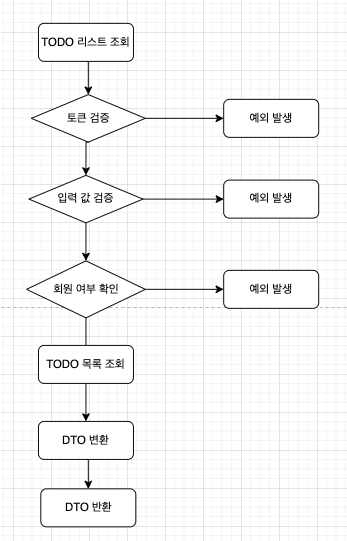 TODO 리스트 조회
토큰 검증
예외 발생
입력 값 검증
예외 발생
회원 여부 확인
예외 발생
TODO 목록 조회
DTO 변환
DTO 반환